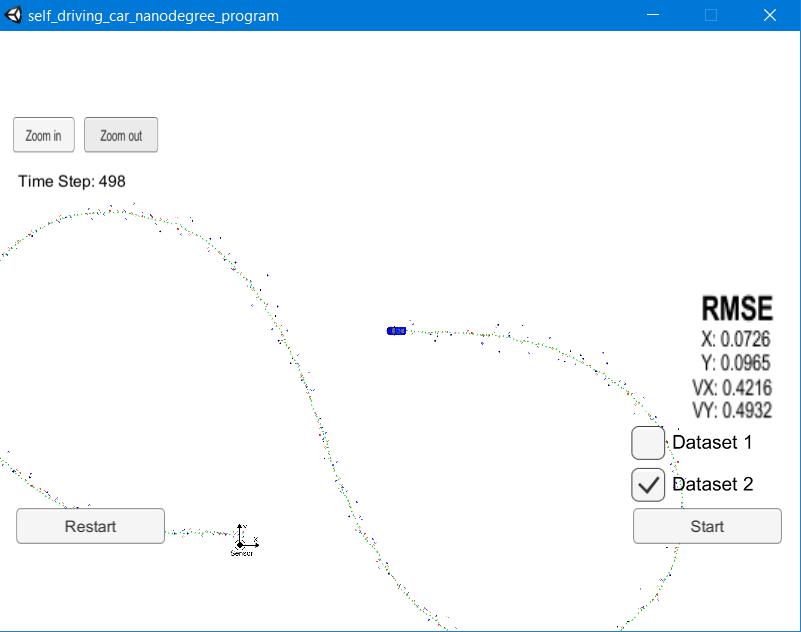 self_driving_car_nanodegree_program
Zoom in
Zoom out
Time Step: 498
RMSE
X: 0.0726
Y: 0.0965
VX: 0.4216
VY: 0.4932
Dataset 1
Dataset 2
Restart
Start
Y
X
Sensor